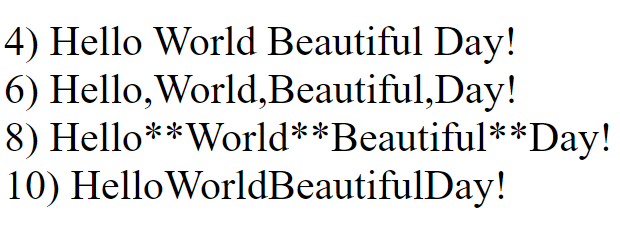 4) Hello World Beautiful Day!
6) Hello,World,Beautiful,Day!
8) Hello**World**Beautiful**Day!
10) HelloWorldBeautifulDay!